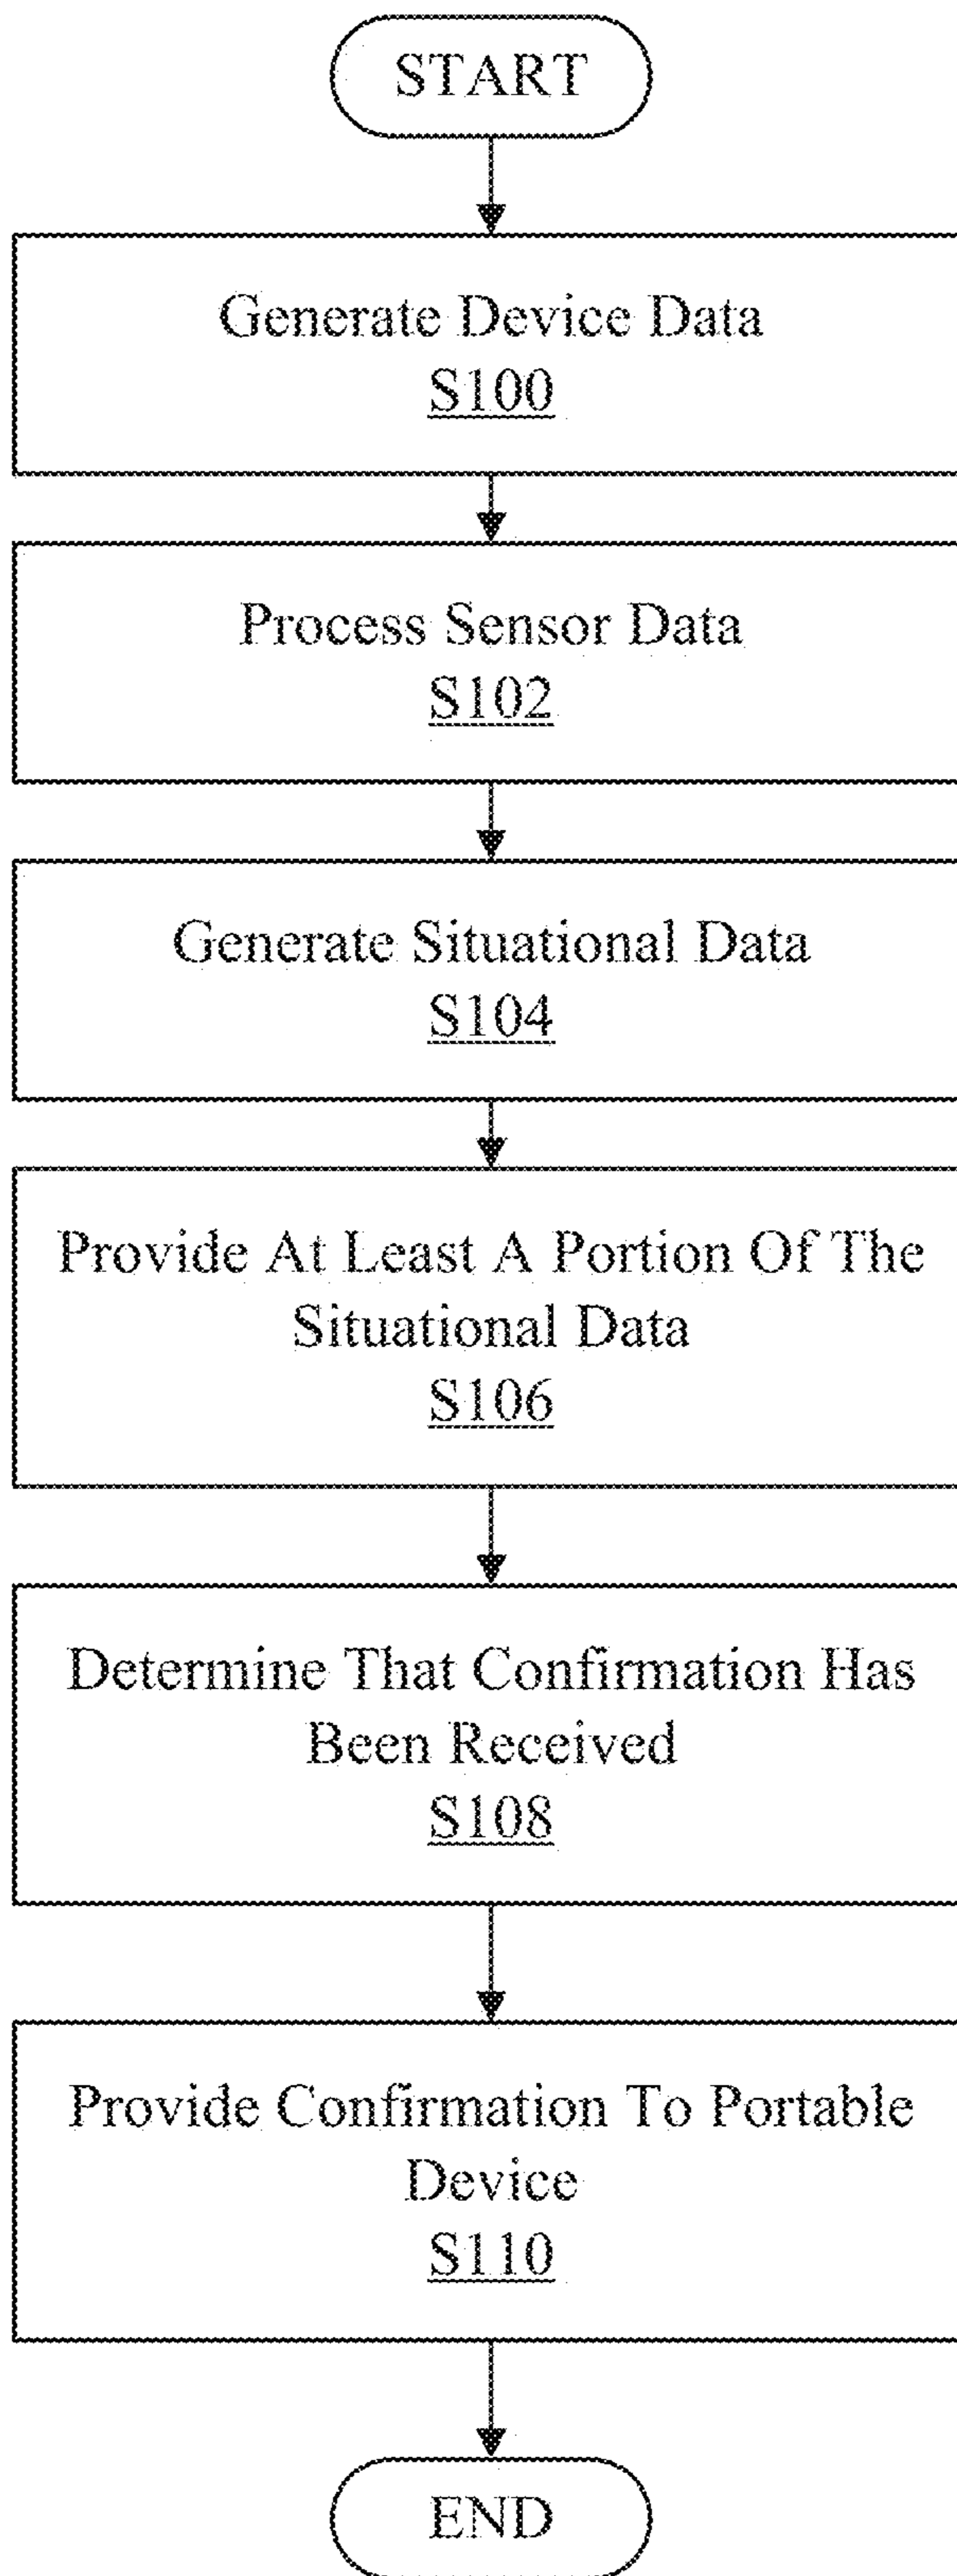 START
Generate Device Data
S100
Process Sensor Data
S102
Generate Situational Data
S104
Provide At Least A Portion Of The
Situational Data
S106
Determine That Confirmation Has
Been Received
S108
Provide Confirmation To Portable
Device
S110
END